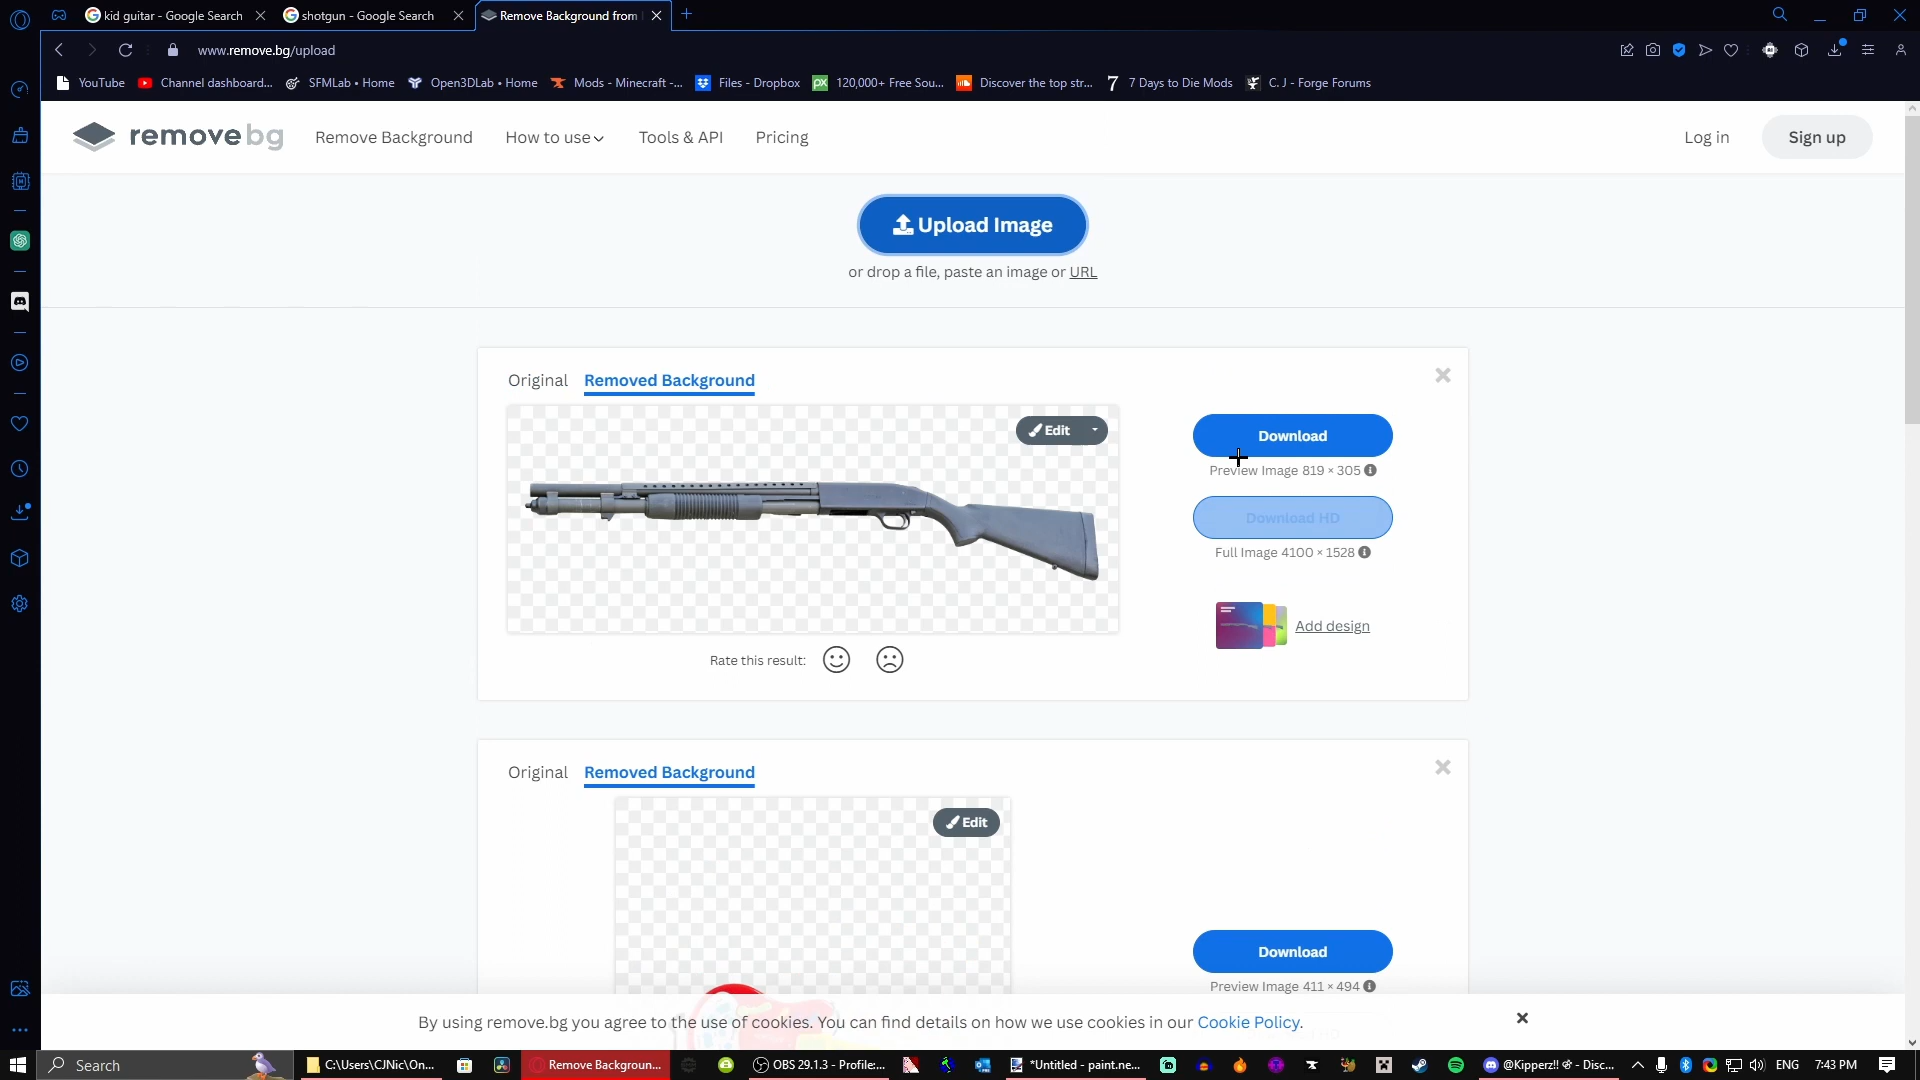 kid guitar - Google Search
shotgun - Google Search
Remove Background from
www.remove.bg/upload
YouTube
Channel dashboard...
SFMLab • Home
Open3DLab • Home
Mods - Minecraft -...
Files - Dropbox
120,000+ Free Sou...
Discover the top str...
7 Days to Die Mods
C. J - Forge Forums
removebg
Remove Background
How to use
Tools & API
Pricing
Log in
Sign up
Upload Image
or drop a file, paste an image or URL
Original
Removed Background
Edit
Download
Preview Image 819 × 305
Download HD
Full Image 4100 × 1528
Add design
Rate this result:
Original
Removed Background
Edit
Download
Preview Image 411 × 494
By using remove.bg you agree to the use of cookies. You can find details on how we use cookies in our Cookie Policy.
Search
C:\Users\CJNic\On...
Remove Backgroun...
OBS 29.1.3 - Profile:...
*Untitled - paint.ne...
@Kipperz!! 
- Disc...
ENG
7:43 PM